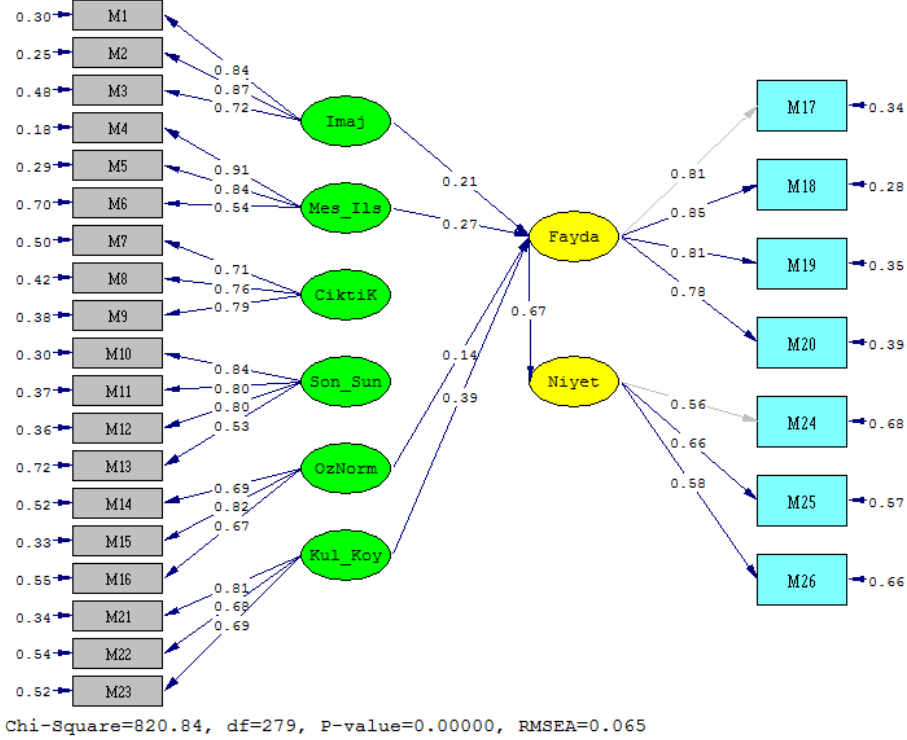 0.30 M1
0.25 M2
0.48 M3
0.18 M4
0.29 M5
0.70 M6
0.50 M7
0.42 M8
0.38 M9
0.30 M10
0.37 M11
0.36 M12
0.72 M13
0.52 M14
0.33 M15
0.55 M16
0.34 M21
0.54 M22
0.52 M23
0.84
0.87
0.72
0.91
0.84
0.54
0.71
0.76
0.79
0.84
0.80
0.80
0.53
0.69
0.82
0.67
0.81
0.68
0.69
Imaj
Mes_Ils
CiktiK
Son_Sun
OzNorm
Kul_Koy
0.21
0.27
0.14
0.39
Fayda
0.67
Niyet
0.81
0.85
0.81
0.78
0.56
0.66
0.58
M17 0.34
M18 0.28
M19 0.35
M20 0.39
M24 0.68
M25 0.57
M26 0.66
Chi-Square=820.84, df=279, P-value=0.00000, RMSEA=0.065